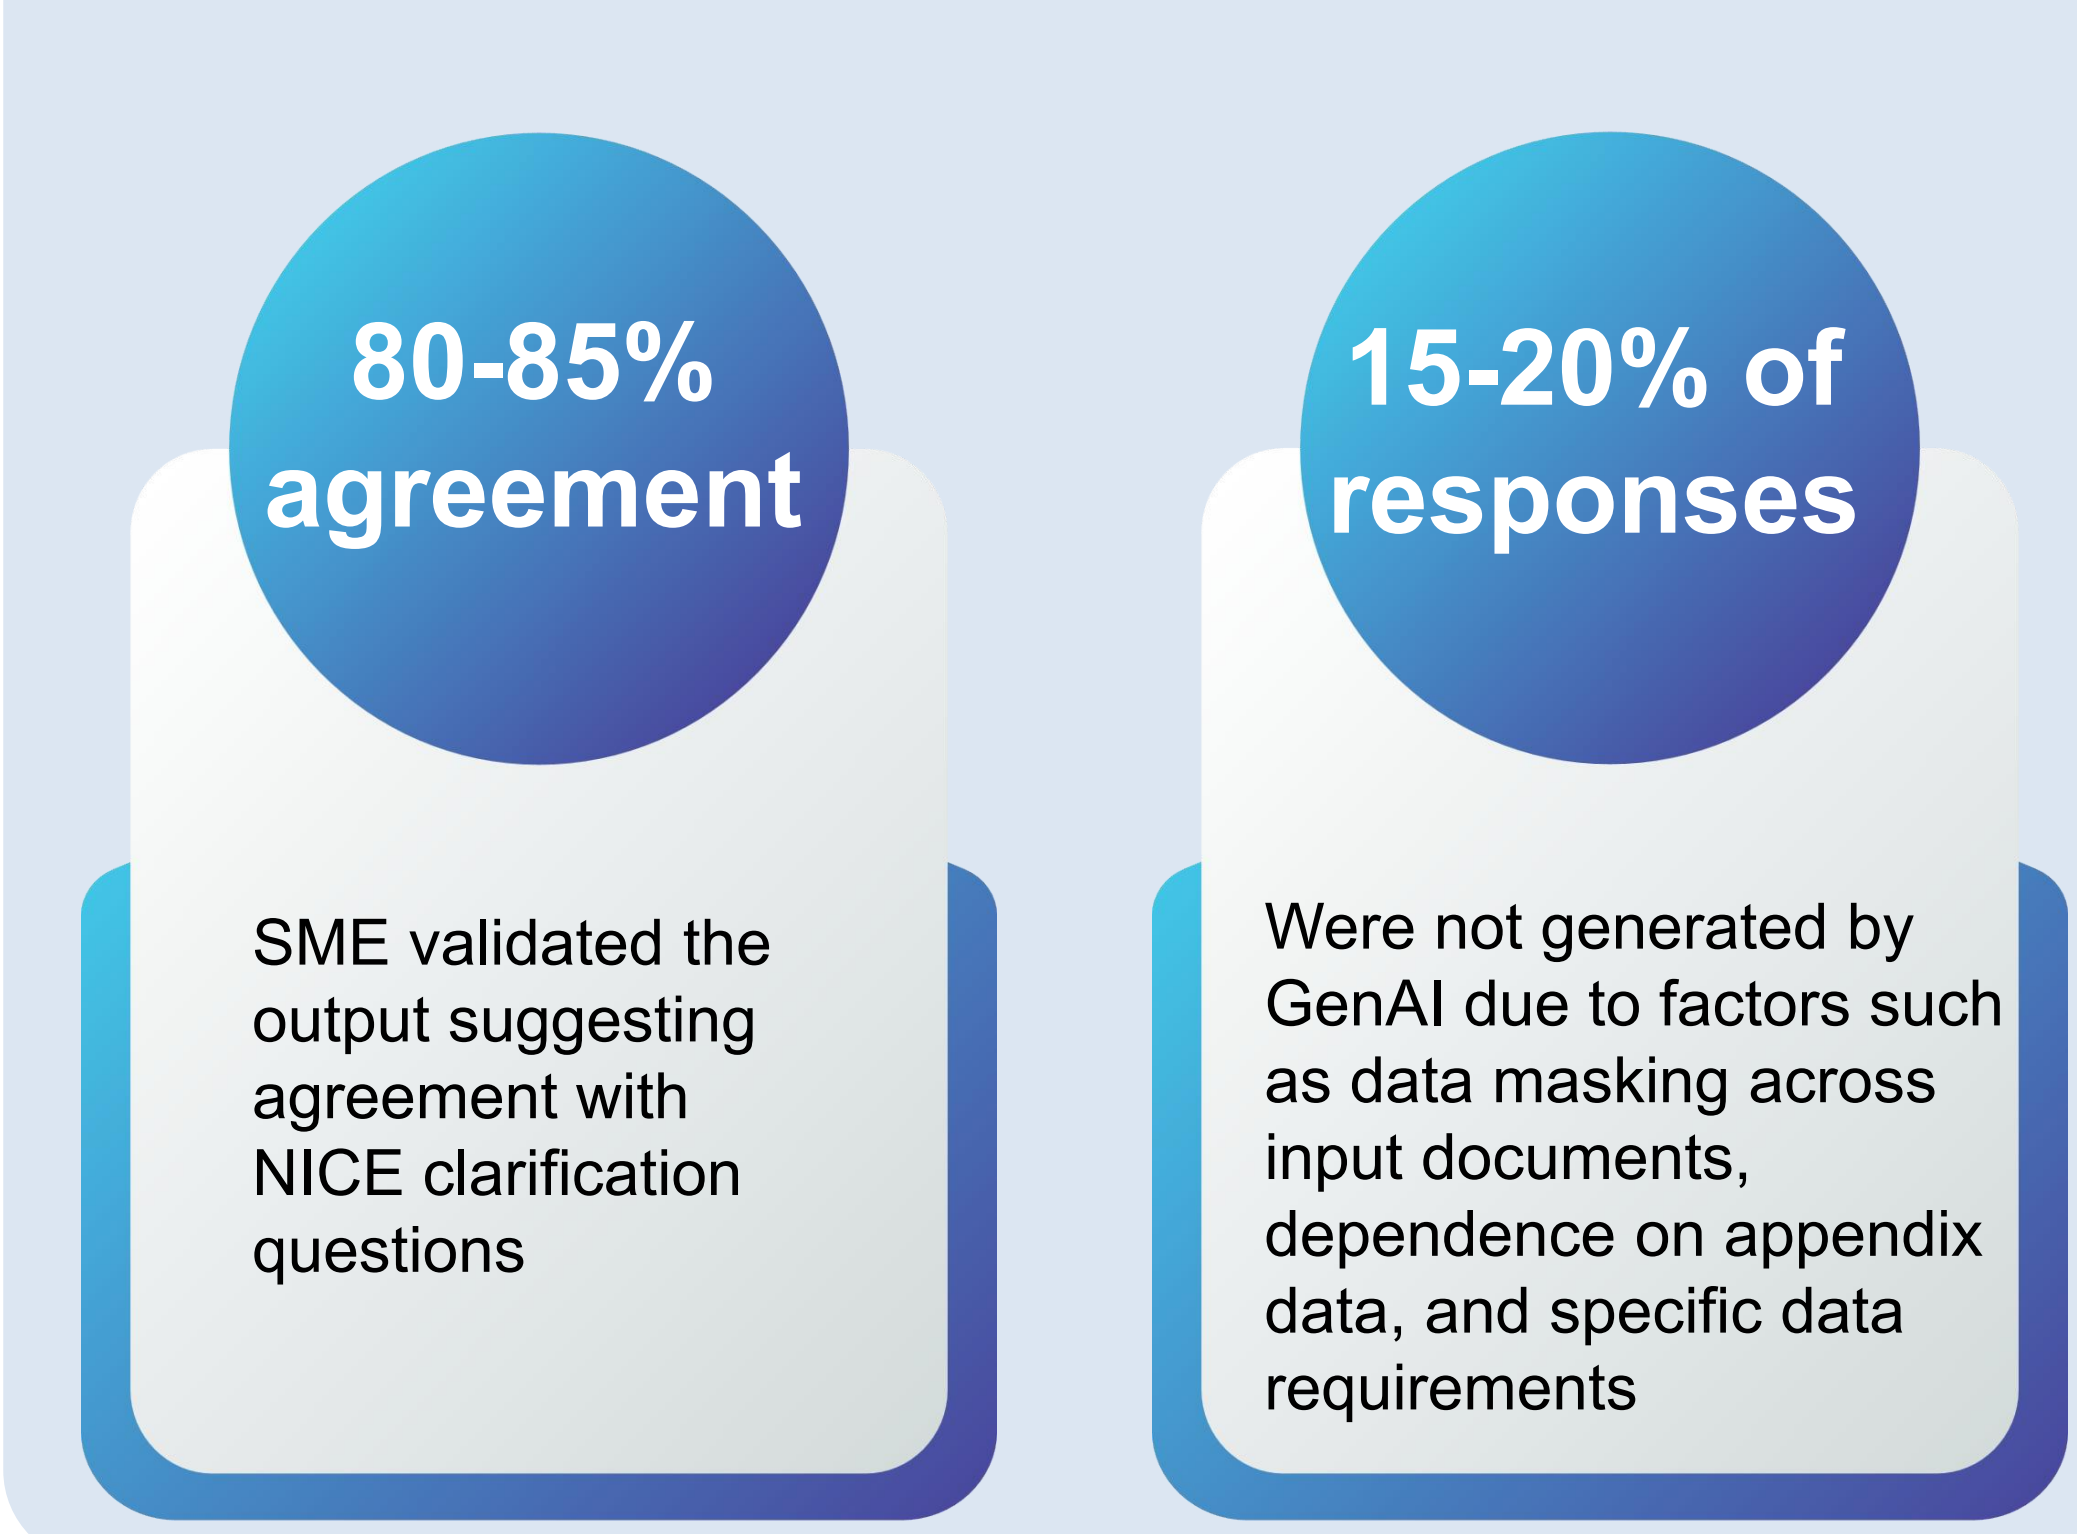 80-85%
agreement
SME validated the
output suggesting
agreement with
NICE clarification
questions
15-20% of
responses
Were not generated by
GenAI due to factors such
as data masking across
input documents,
dependence on appendix
data, and specific data
requirements